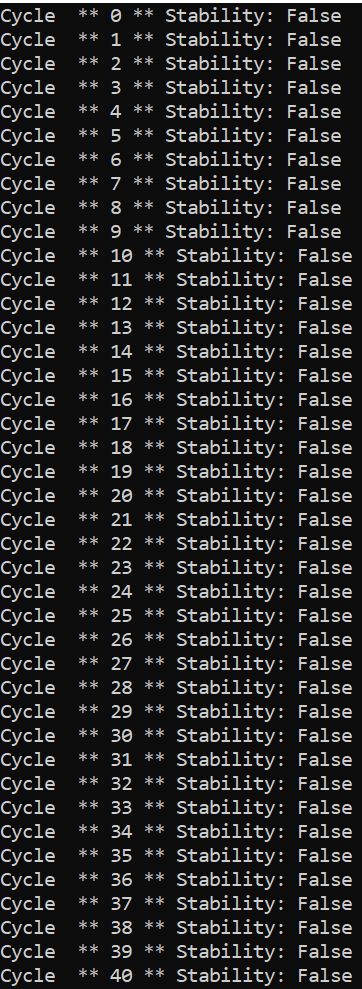 Cycle  ** 0 ** Stability: False
Cycle  ** 1 ** Stability: False
Cycle  ** 2 ** Stability: False
Cycle  ** 3 ** Stability: False
Cycle  ** 4 ** Stability: False
Cycle  ** 5 ** Stability: False
Cycle  ** 6 ** Stability: False
Cycle  ** 7 ** Stability: False
Cycle  ** 8 ** Stability: False
Cycle  ** 9 ** Stability: False
Cycle  ** 10 ** Stability: False
Cycle  ** 11 ** Stability: False
Cycle  ** 12 ** Stability: False
Cycle  ** 13 ** Stability: False
Cycle  ** 14 ** Stability: False
Cycle  ** 15 ** Stability: False
Cycle  ** 16 ** Stability: False
Cycle  ** 17 ** Stability: False
Cycle  ** 18 ** Stability: False
Cycle  ** 19 ** Stability: False
Cycle  ** 20 ** Stability: False
Cycle  ** 21 ** Stability: False
Cycle  ** 22 ** Stability: False
Cycle  ** 23 ** Stability: False
Cycle  ** 24 ** Stability: False
Cycle  ** 25 ** Stability: False
Cycle  ** 26 ** Stability: False
Cycle  ** 27 ** Stability: False
Cycle  ** 28 ** Stability: False
Cycle  ** 29 ** Stability: False
Cycle  ** 30 ** Stability: False
Cycle  ** 31 ** Stability: False
Cycle  ** 32 ** Stability: False
Cycle  ** 33 ** Stability: False
Cycle  ** 34 ** Stability: False
Cycle  ** 35 ** Stability: False
Cycle  ** 36 ** Stability: False
Cycle  ** 37 ** Stability: False
Cycle  ** 38 ** Stability: False
Cycle  ** 39 ** Stability: False
Cycle  ** 40 ** Stability: False